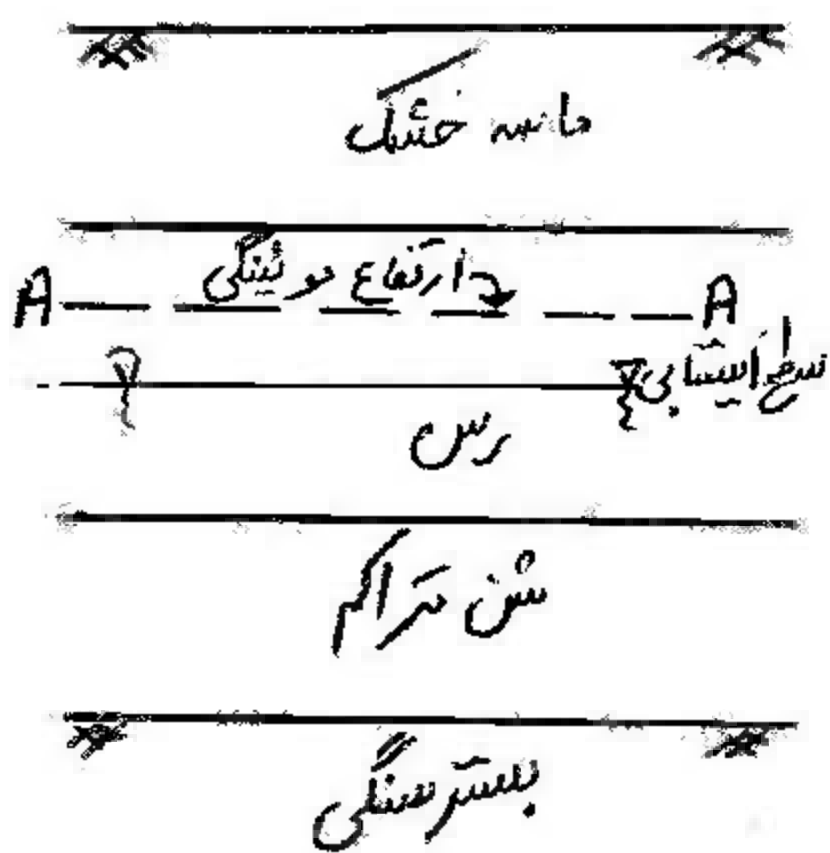 ماسه خشک
ارتفاع موئینگی
A A
سطح ایستابی
رس
شن متراکم
بستر سنگی